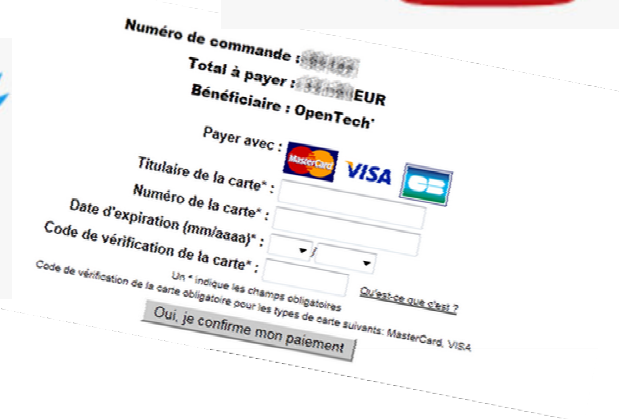 Numéro de commande :
Total à payer : EUR
Bénéficiaire : OpenTech*
Payer avec : MasterCard VISA CB
Titulaire de la carte* :
Numéro de la carte* :
Date d'expiration (mm/aaaa)* : /
Code de vérification de la carte* :
Un * indique les champs obligatoires Qu'est-ce que c'est ?
Code de vérification de la carte obligatoire pour les types de carte suivants: MasterCard, VISA
Oui, je confirme mon paiement